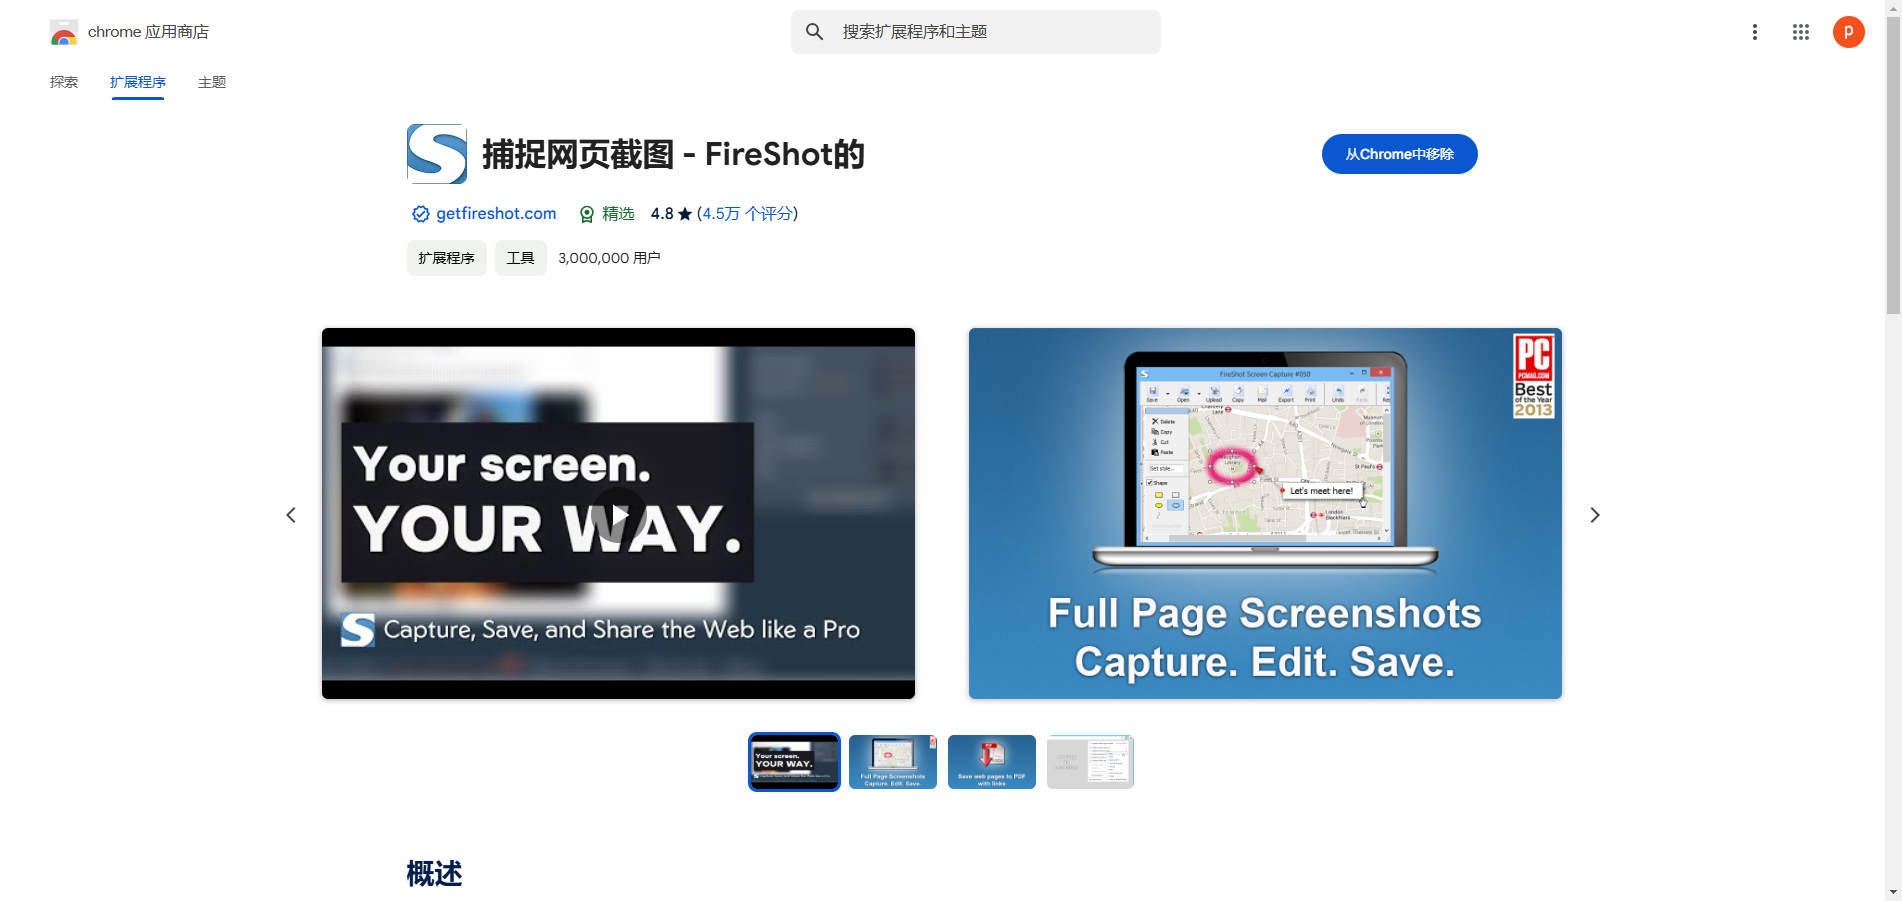 chrome 应用商店
搜索扩展程序和主题
p
探索
扩展程序
主题
捕捉网页截图 - FireShot的
从Chrome中移除
getfireshot.com
精选
4.8 ★ (4.5万 个评分)
扩展程序
工具
3,000,000 用户
Your screen.
YOUR WAY.
Capture, Save, and Share the Web like a Pro
PC
PCMAG.COM
Best
of the Year
2013
FireShot Screen Capture #050
Save
Open
Upload
Copy
Mail
Export
Print
Undo
Delete
Copy
Cut
Paste
Shape
Let's meet here!
Full Page Screenshots
Capture. Edit. Save.
Your screen.
YOUR WAY.
Full Page Screenshots
Capture. Edit. Save.
Save web pages to PDF
with links
概述